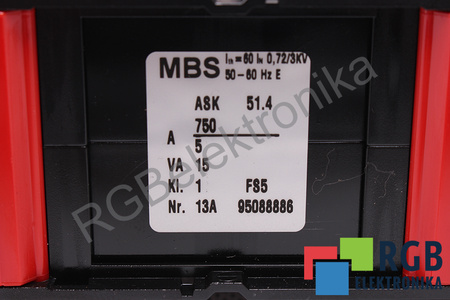 MBS Ith=60 IN 0,72/3KV
50-60 Hz E
ASK 51.4
A 750
5
VA 15
Kl. 1 FS5
Nr. 13A 95088886
RGBelektronika
RGB
ELEKTRONIKA